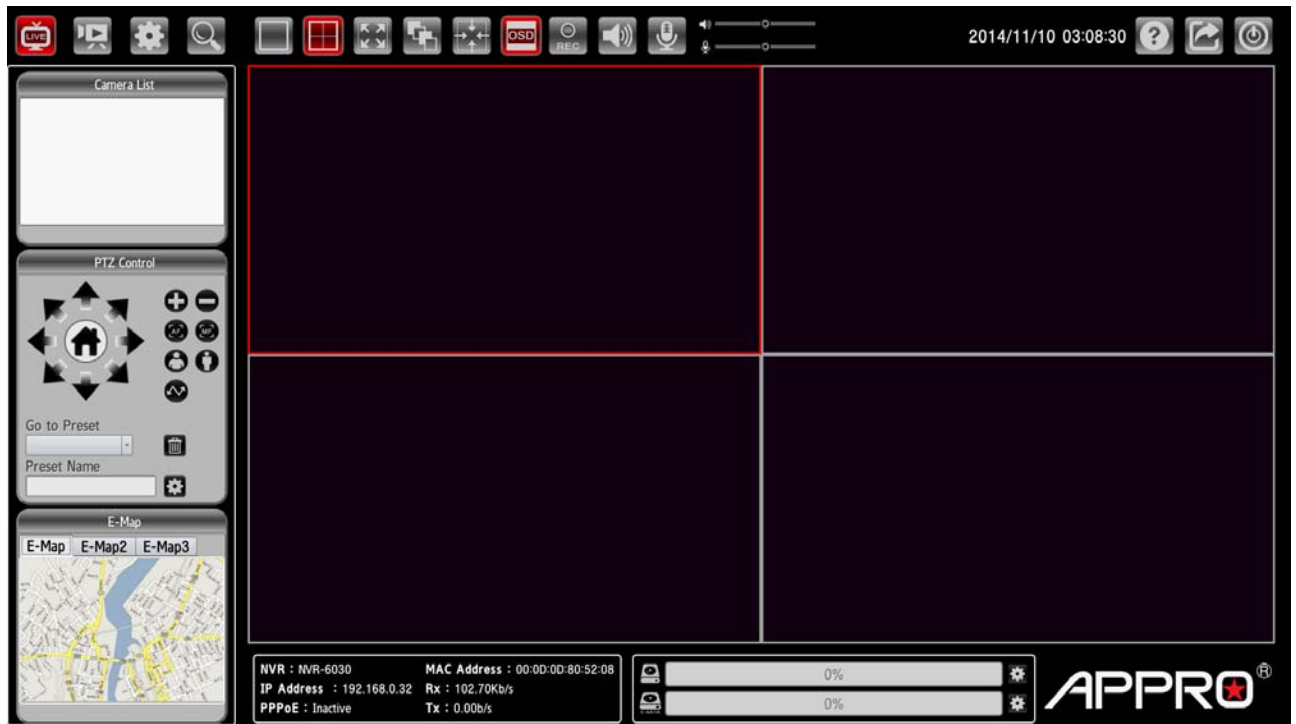 LIVE
OSD
REC
2014/11/10 03:08:30
?
Camera List
PTZ Control
AF MF
Go to Preset
Preset Name
E-Map
E-Map E-Map2 E-Map3
NVR : NVR-6030 MAC Address : 00:0D:0D:80:52:08
IP Address : 192.168.0.32 Rx : 102.70Kb/s
PPPoE : Inactive Tx : 0.00b/s
0%
0%
APPRO®